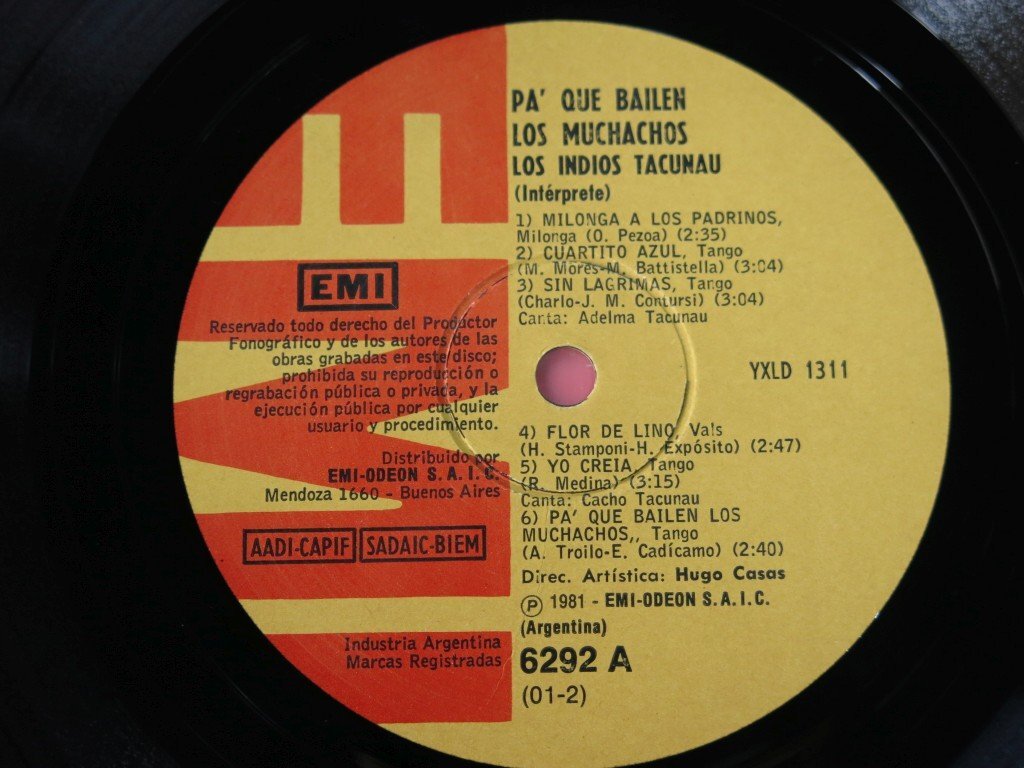 PA' QUE BAILEN
LOS MUCHACHOS
LOS INDIOS TACUNAU
(Intérprete)
1) MILONGA A LOS PADRINOS,
Milonga (O. Pezoa) (2:35)
2) CUARTITO AZUL, Tango
(M. Mores-M. Battistella) (3:04)
3) SIN LAGRIMAS, Tango
(Charlo-J. M. Contursi) (3:04)
Canta: Adelma Tacunau
YXLD 1311
4) FLOR DE LINO, Vals
(H. Stamponi-H. Expósito) (2:47)
5) YO CREIA, Tango
(R. Medina) (3:15)
Canta: Cacho Tacunau
6) PA' QUE BAILEN LOS
MUCHACHOS,, Tango
(A. Troilo-E. Cadícamo) (2:40)
Direc. Artística: Hugo Casas
Ⓟ 1981 - EMI-ODEON S.A.I.C.
(Argentina)
6292 A
(01-2)
EMI
EMI
Reservado todo derecho del Productor
Fonográfico y de los autores de las
obras grabadas en este disco;
prohibida su reproducción o
regrabación pública o privada, y la
ejecución pública por cualquier
usuario y procedimiento.
Distribuido por
EMI-ODEON S.A.I.C.
Mendoza 1660 - Buenos Aires
AADI-CAPIF SADAIC-BIEM
Industria Argentina
Marcas Registradas